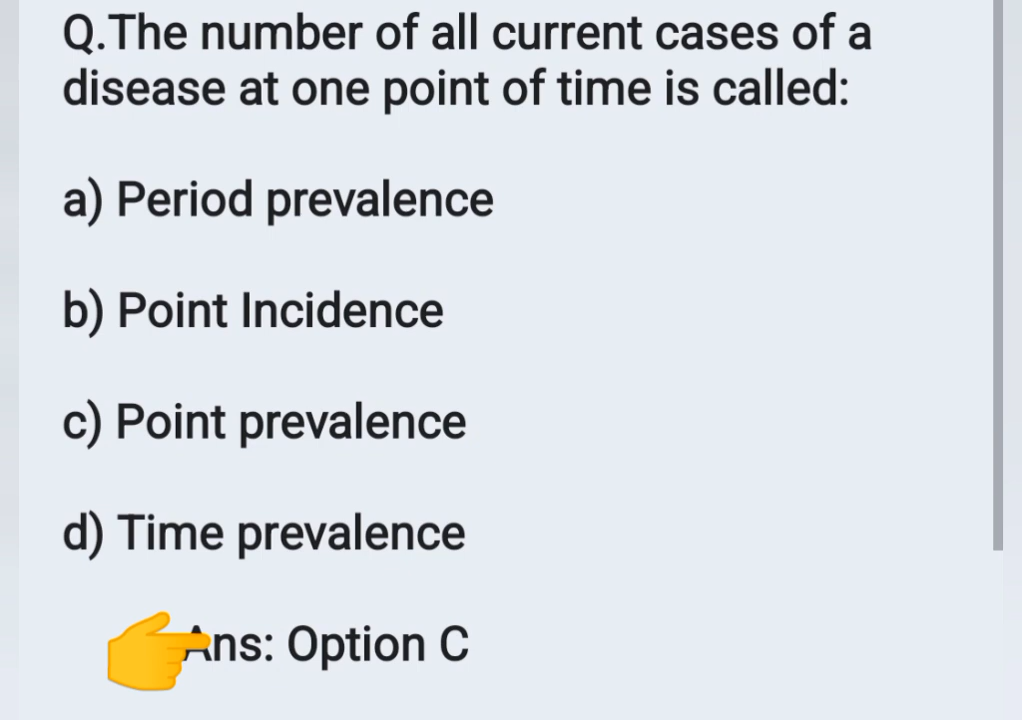 Q.The number of all current cases of a
disease at one point of time is called:
a) Period prevalence
b) Point Incidence
c) Point prevalence
d) Time prevalence
Ans: Option C